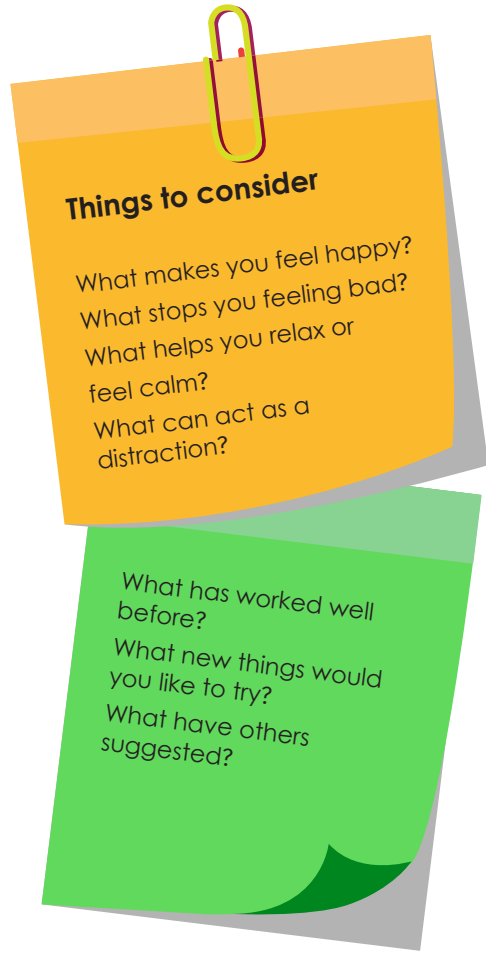 Things to consider
What makes you feel happy?
What stops you feeling bad?
What helps you relax or
feel calm?
What can act as a
distraction?
What has worked well
before?
What new things would
you like to try?
What have others
suggested?